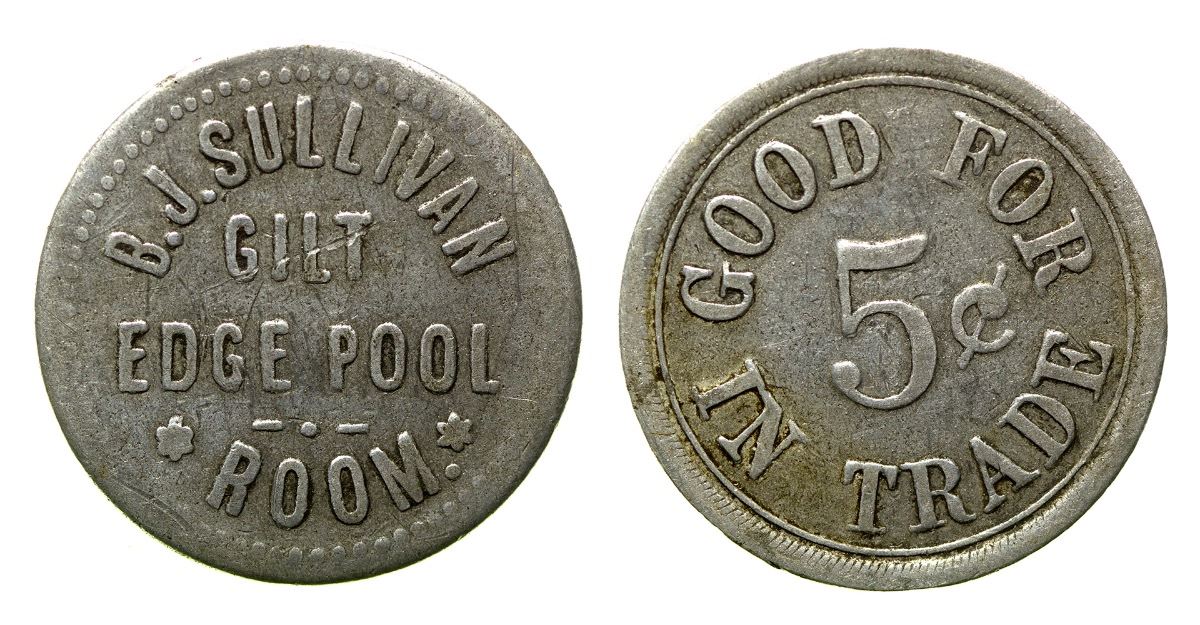 B.J.SULLIVAN
GILT
EDGE POOL
ROOM.
GOOD FOR
5¢
IN TRADE